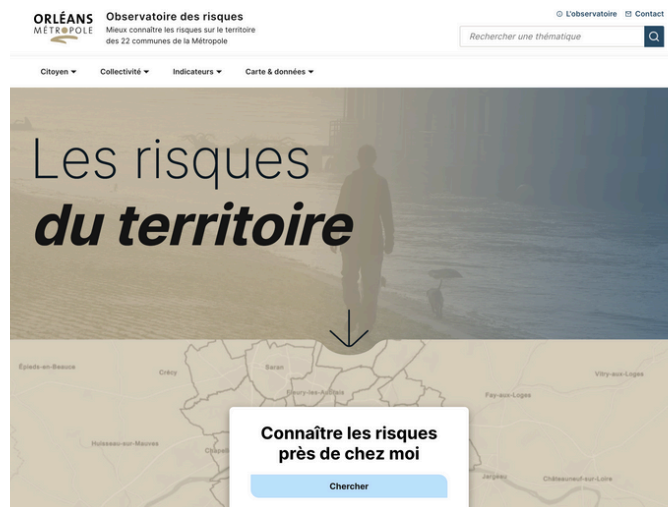 ORLÉANS
MÉTROPOLE
Observatoire des risques
Mieux connaître les risques sur le territoire
des 22 communes de la Métropole
L'observatoire
Contact
Rechercher une thématique
Citoyen
Collectivité
Indicateurs
Carte & données
Les risques
du territoire
Épieds-en-Beauce
Cercy
Saran
Fleury-les-Aubrais
Vitry-aux-Loges
Fay-aux-Loges
Huisseau-sur-Mauves
Jargeau
Châteauneuf-sur-Loire
Connaître les risques
près de chez moi
Chercher